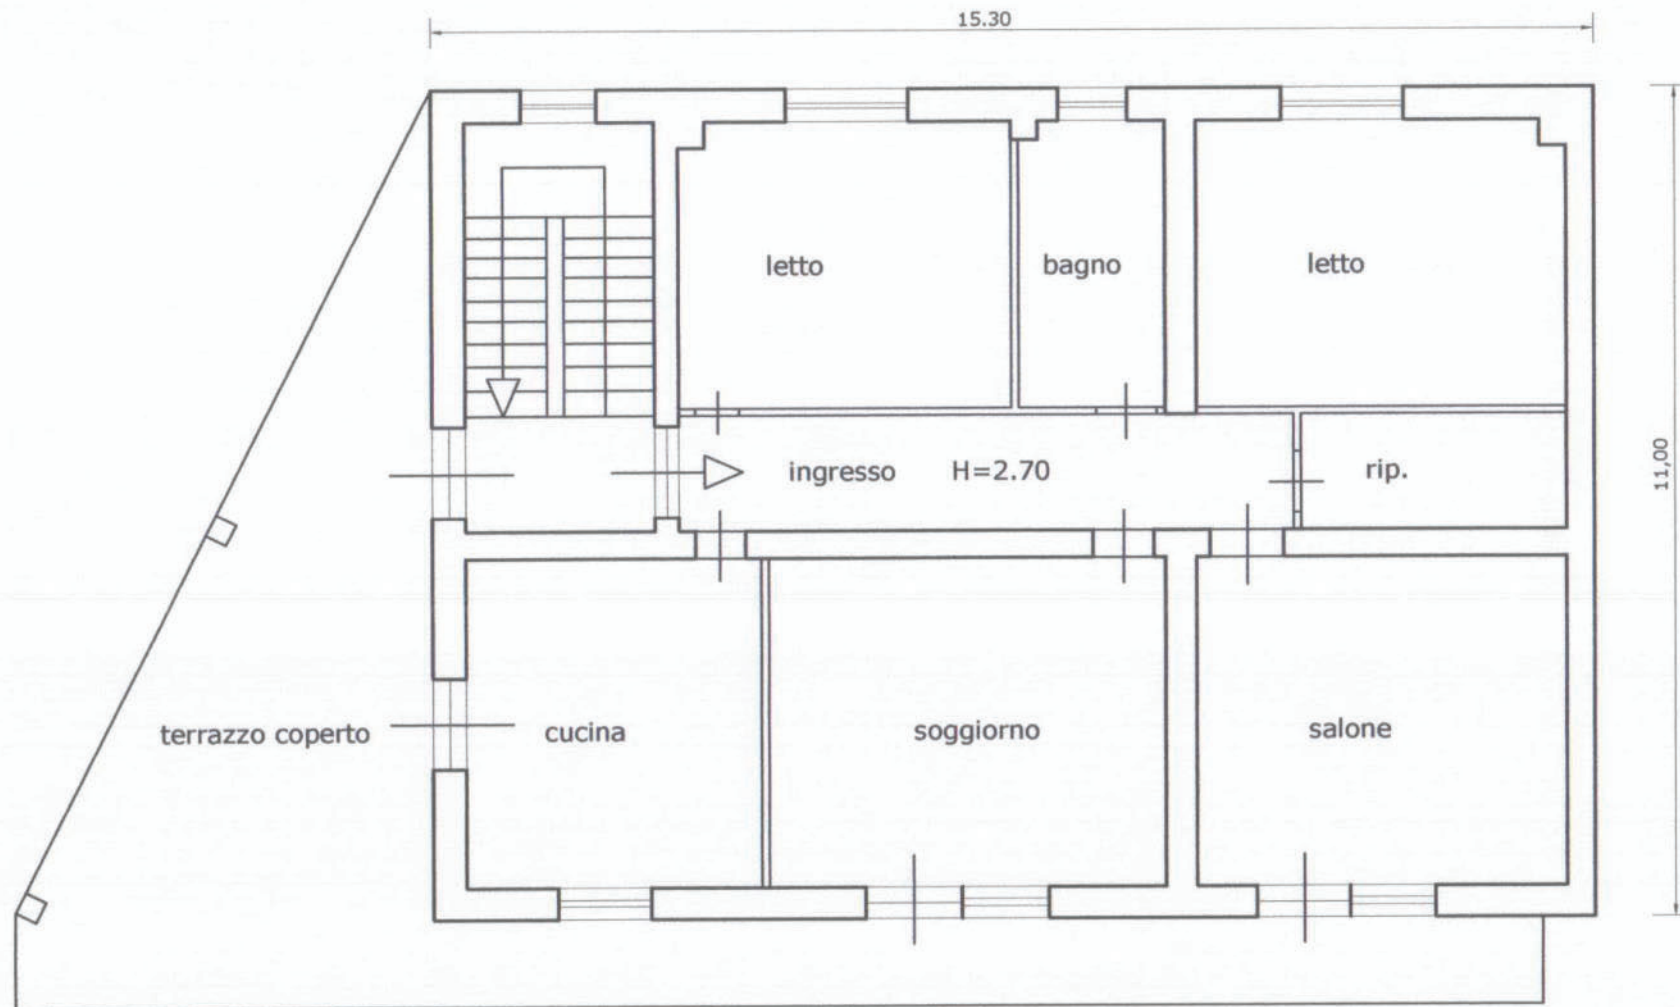 15.30
letto
bagno
letto
ingresso H=2.70
rip.
11,00
terrazzo coperto
cucina
soggiorno
salone